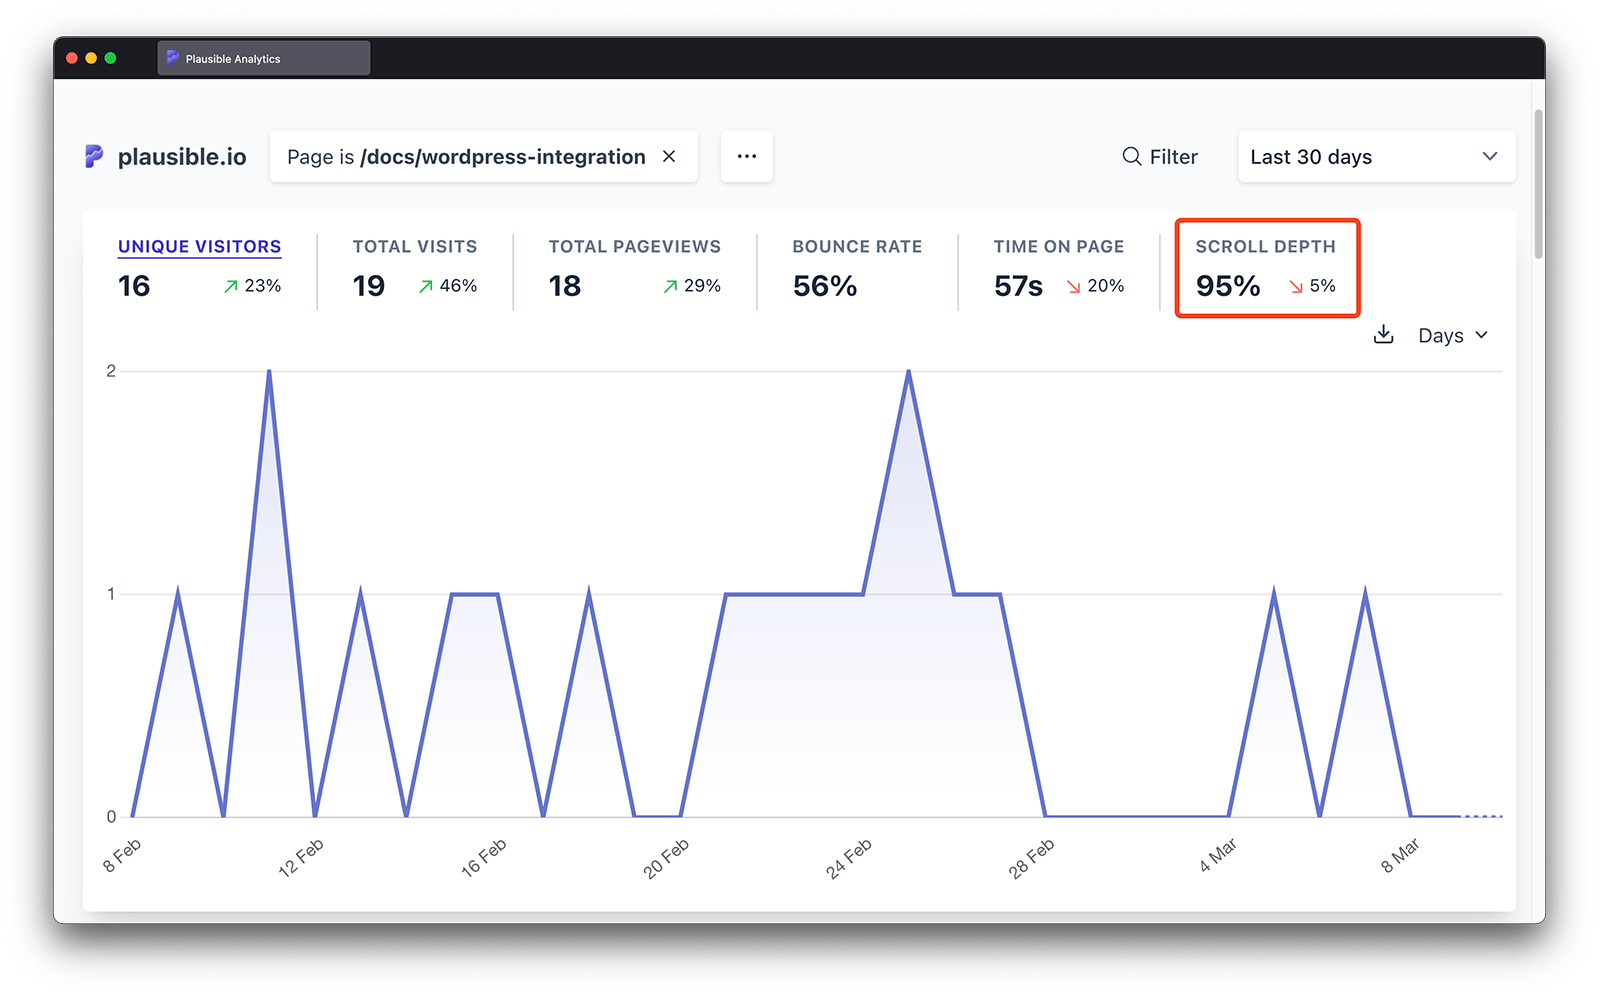 Plausible Analytics
plausible.io
Page is /docs/wordpress-integration
Filter
Last 30 days
UNIQUE VISITORS
16 23%
TOTAL VISITS
19 46%
TOTAL PAGEVIEWS
18 29%
BOUNCE RATE
56%
TIME ON PAGE
57s 20%
SCROLL DEPTH
95% 5%
Days
2
1
0
8 Feb
12 Feb
16 Feb
20 Feb
24 Feb
28 Feb
4 Mar
8 Mar